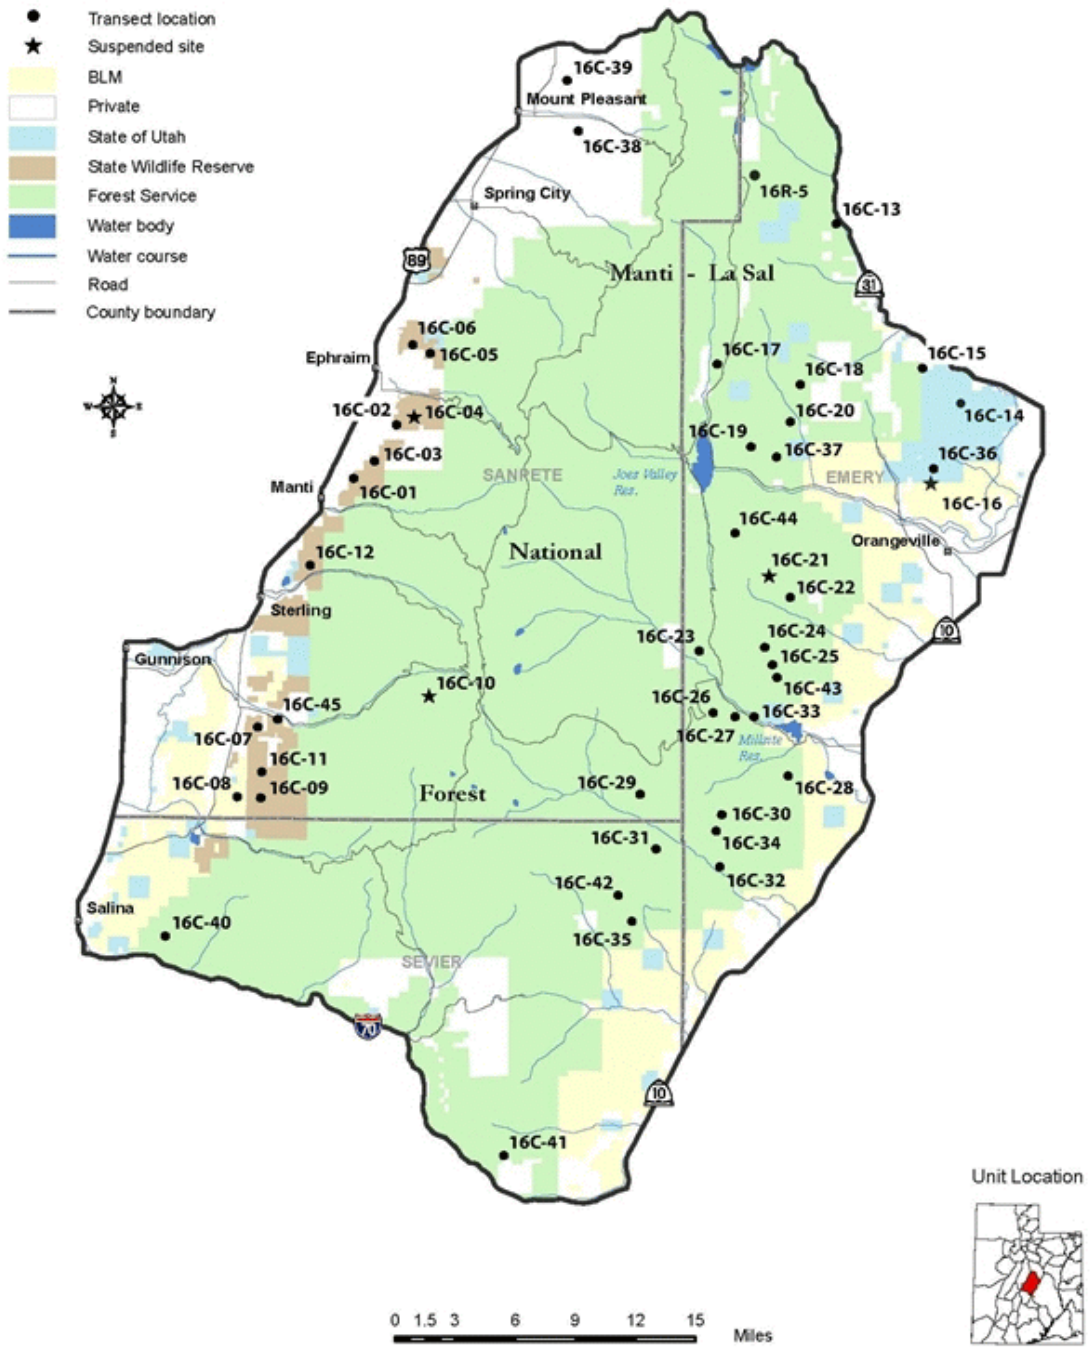 Transect location
Suspended site
BLM
Private
State of Utah
State Wildlife Reserve
Forest Service
Water body
Water course
Road
County boundary
N
W E
S
16C-39
Mount Pleasant
16C-38
Spring City
16R-5
16C-13
89
Manti - La Sal
31
16C-06
16C-05
Ephraim
16C-17
16C-15
16C-18
16C-02
16C-04
16C-20
16C-14
16C-19
16C-03
16C-37
16C-36
SANPETE
Joes Valley
Res.
EMERY
Manti
16C-01
16C-16
16C-44
Orangeville
National
16C-12
16C-21
16C-22
Sterling
16C-23
16C-24
10
Gunnison
16C-25
16C-10
16C-43
16C-26
16C-45
16C-33
16C-07
16C-27
Millsite
Res.
16C-11
16C-08
16C-09
Forest
16C-29
16C-28
16C-30
16C-31
16C-34
16C-42
16C-32
Salina
16C-40
16C-35
SEVIER
70
10
16C-41
Unit Location
0 1.5 3 6 9 12 15
Miles